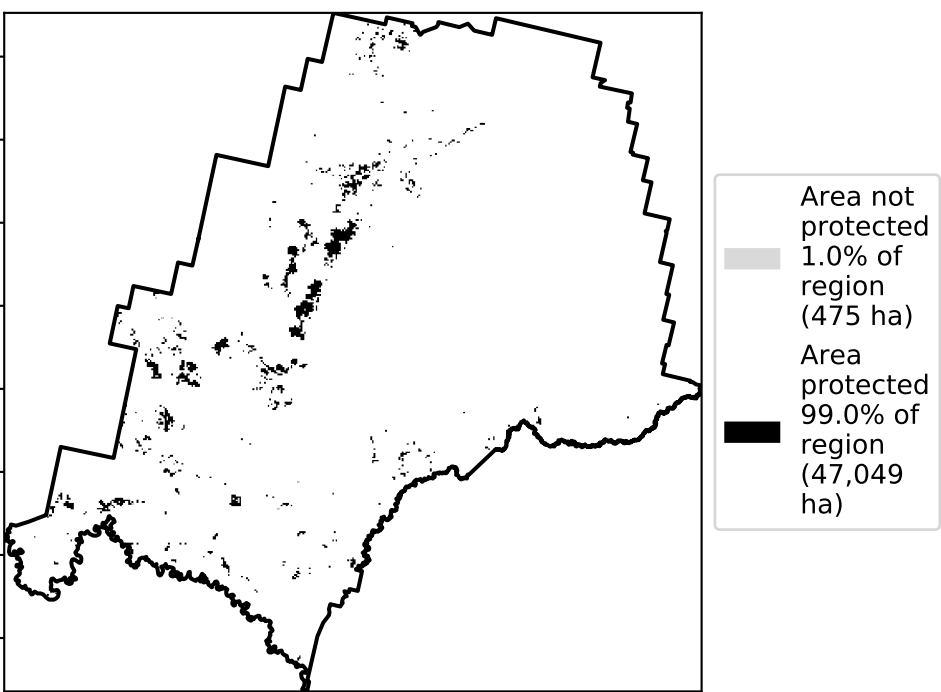 Area not
protected
1.0% of
region
(475 ha)
Area
protected
99.0% of
region
(47,049
ha)